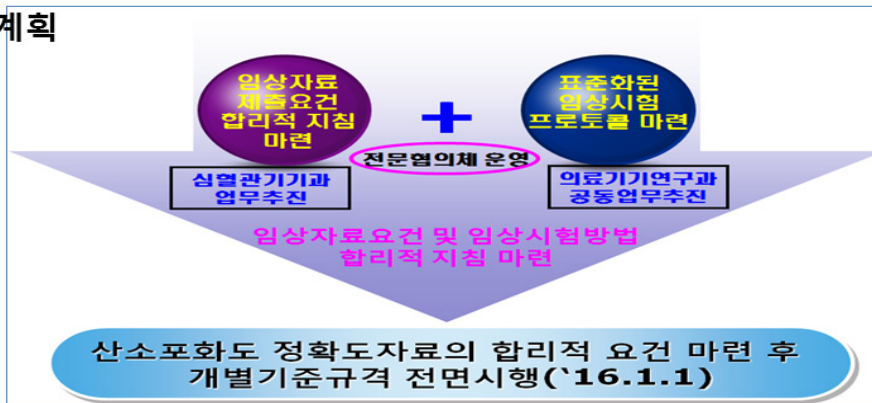 계획
임상자료
제출요건
합리적 지침
마련
+
표준화된
임상시험
프로토콜 마련
전문협의체 운영
심혈관기기과
업무추진
의료기기연구과
공동업무추진
임상자료요건 및 임상시험방법
합리적 지침 마련
산소포화도 정확도자료의 합리적 요건 마련 후
개별기준규격 전면시행(`16.1.1)